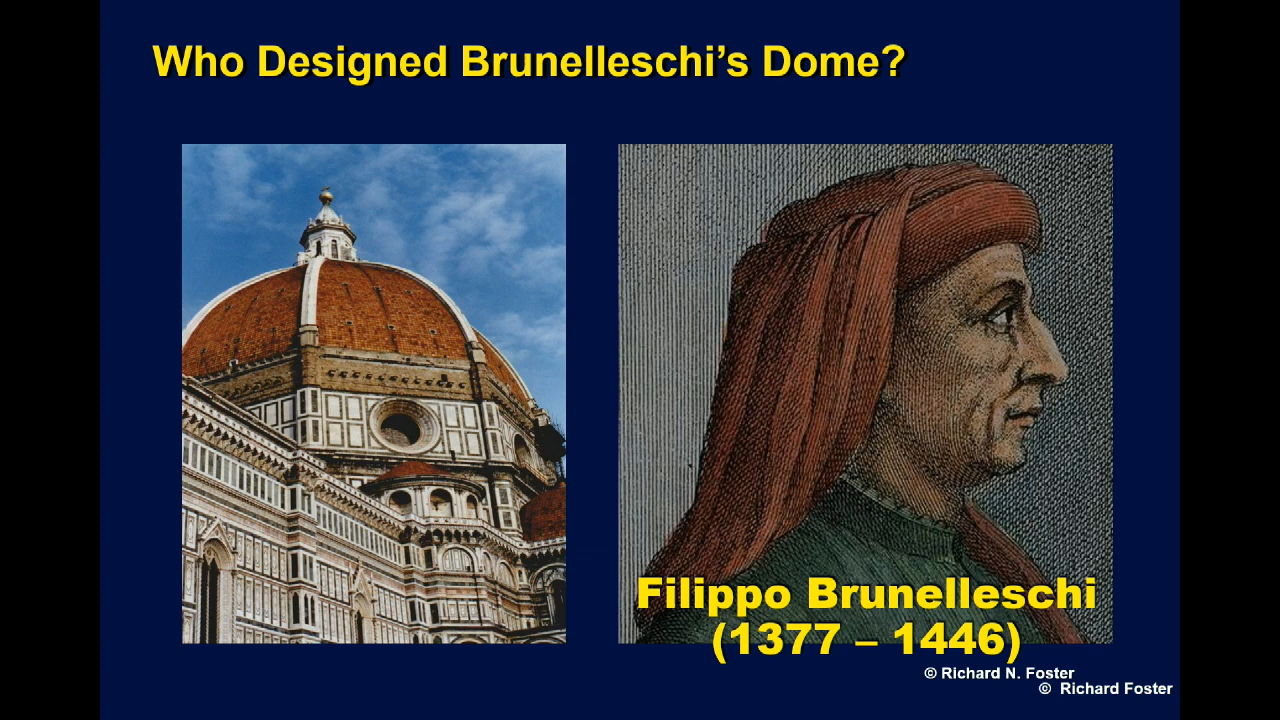 Who Designed Brunelleschi’s Dome?
Filippo Brunelleschi
(1377 – 1446)
© Richard N. Foster
© Richard Foster